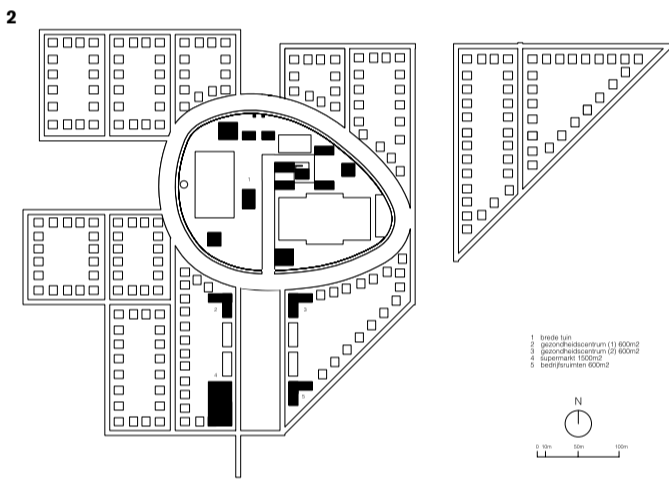 2
1
2
3
4
5
1 brede tuin
2 gezondheidscentrum (1) 600m2
3 gezondheidscentrum (2) 600m2
4 supermarkt 1500m2
5 bedrijfsruimten 600m2
N
0 10m 50m 100m